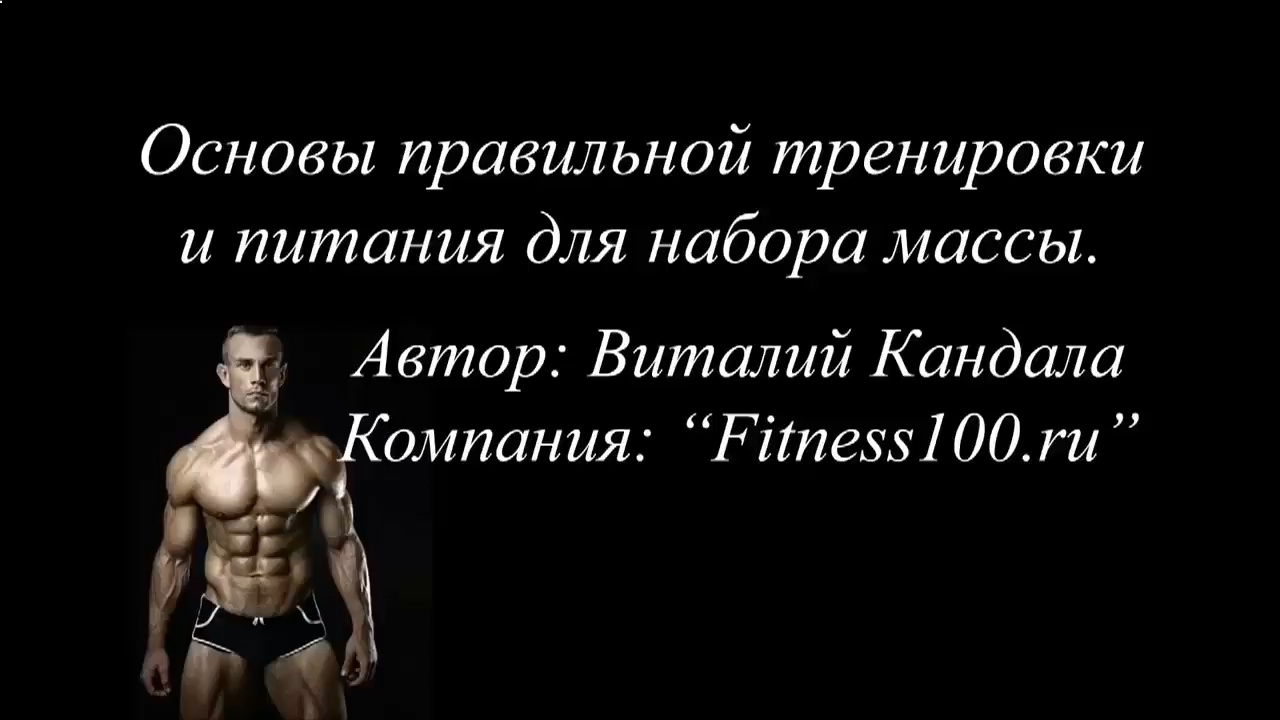 Основы правильной тренировки
и питания для набора массы.
Автор: Виталий Кандала
Компания: “Fitness100.ru”